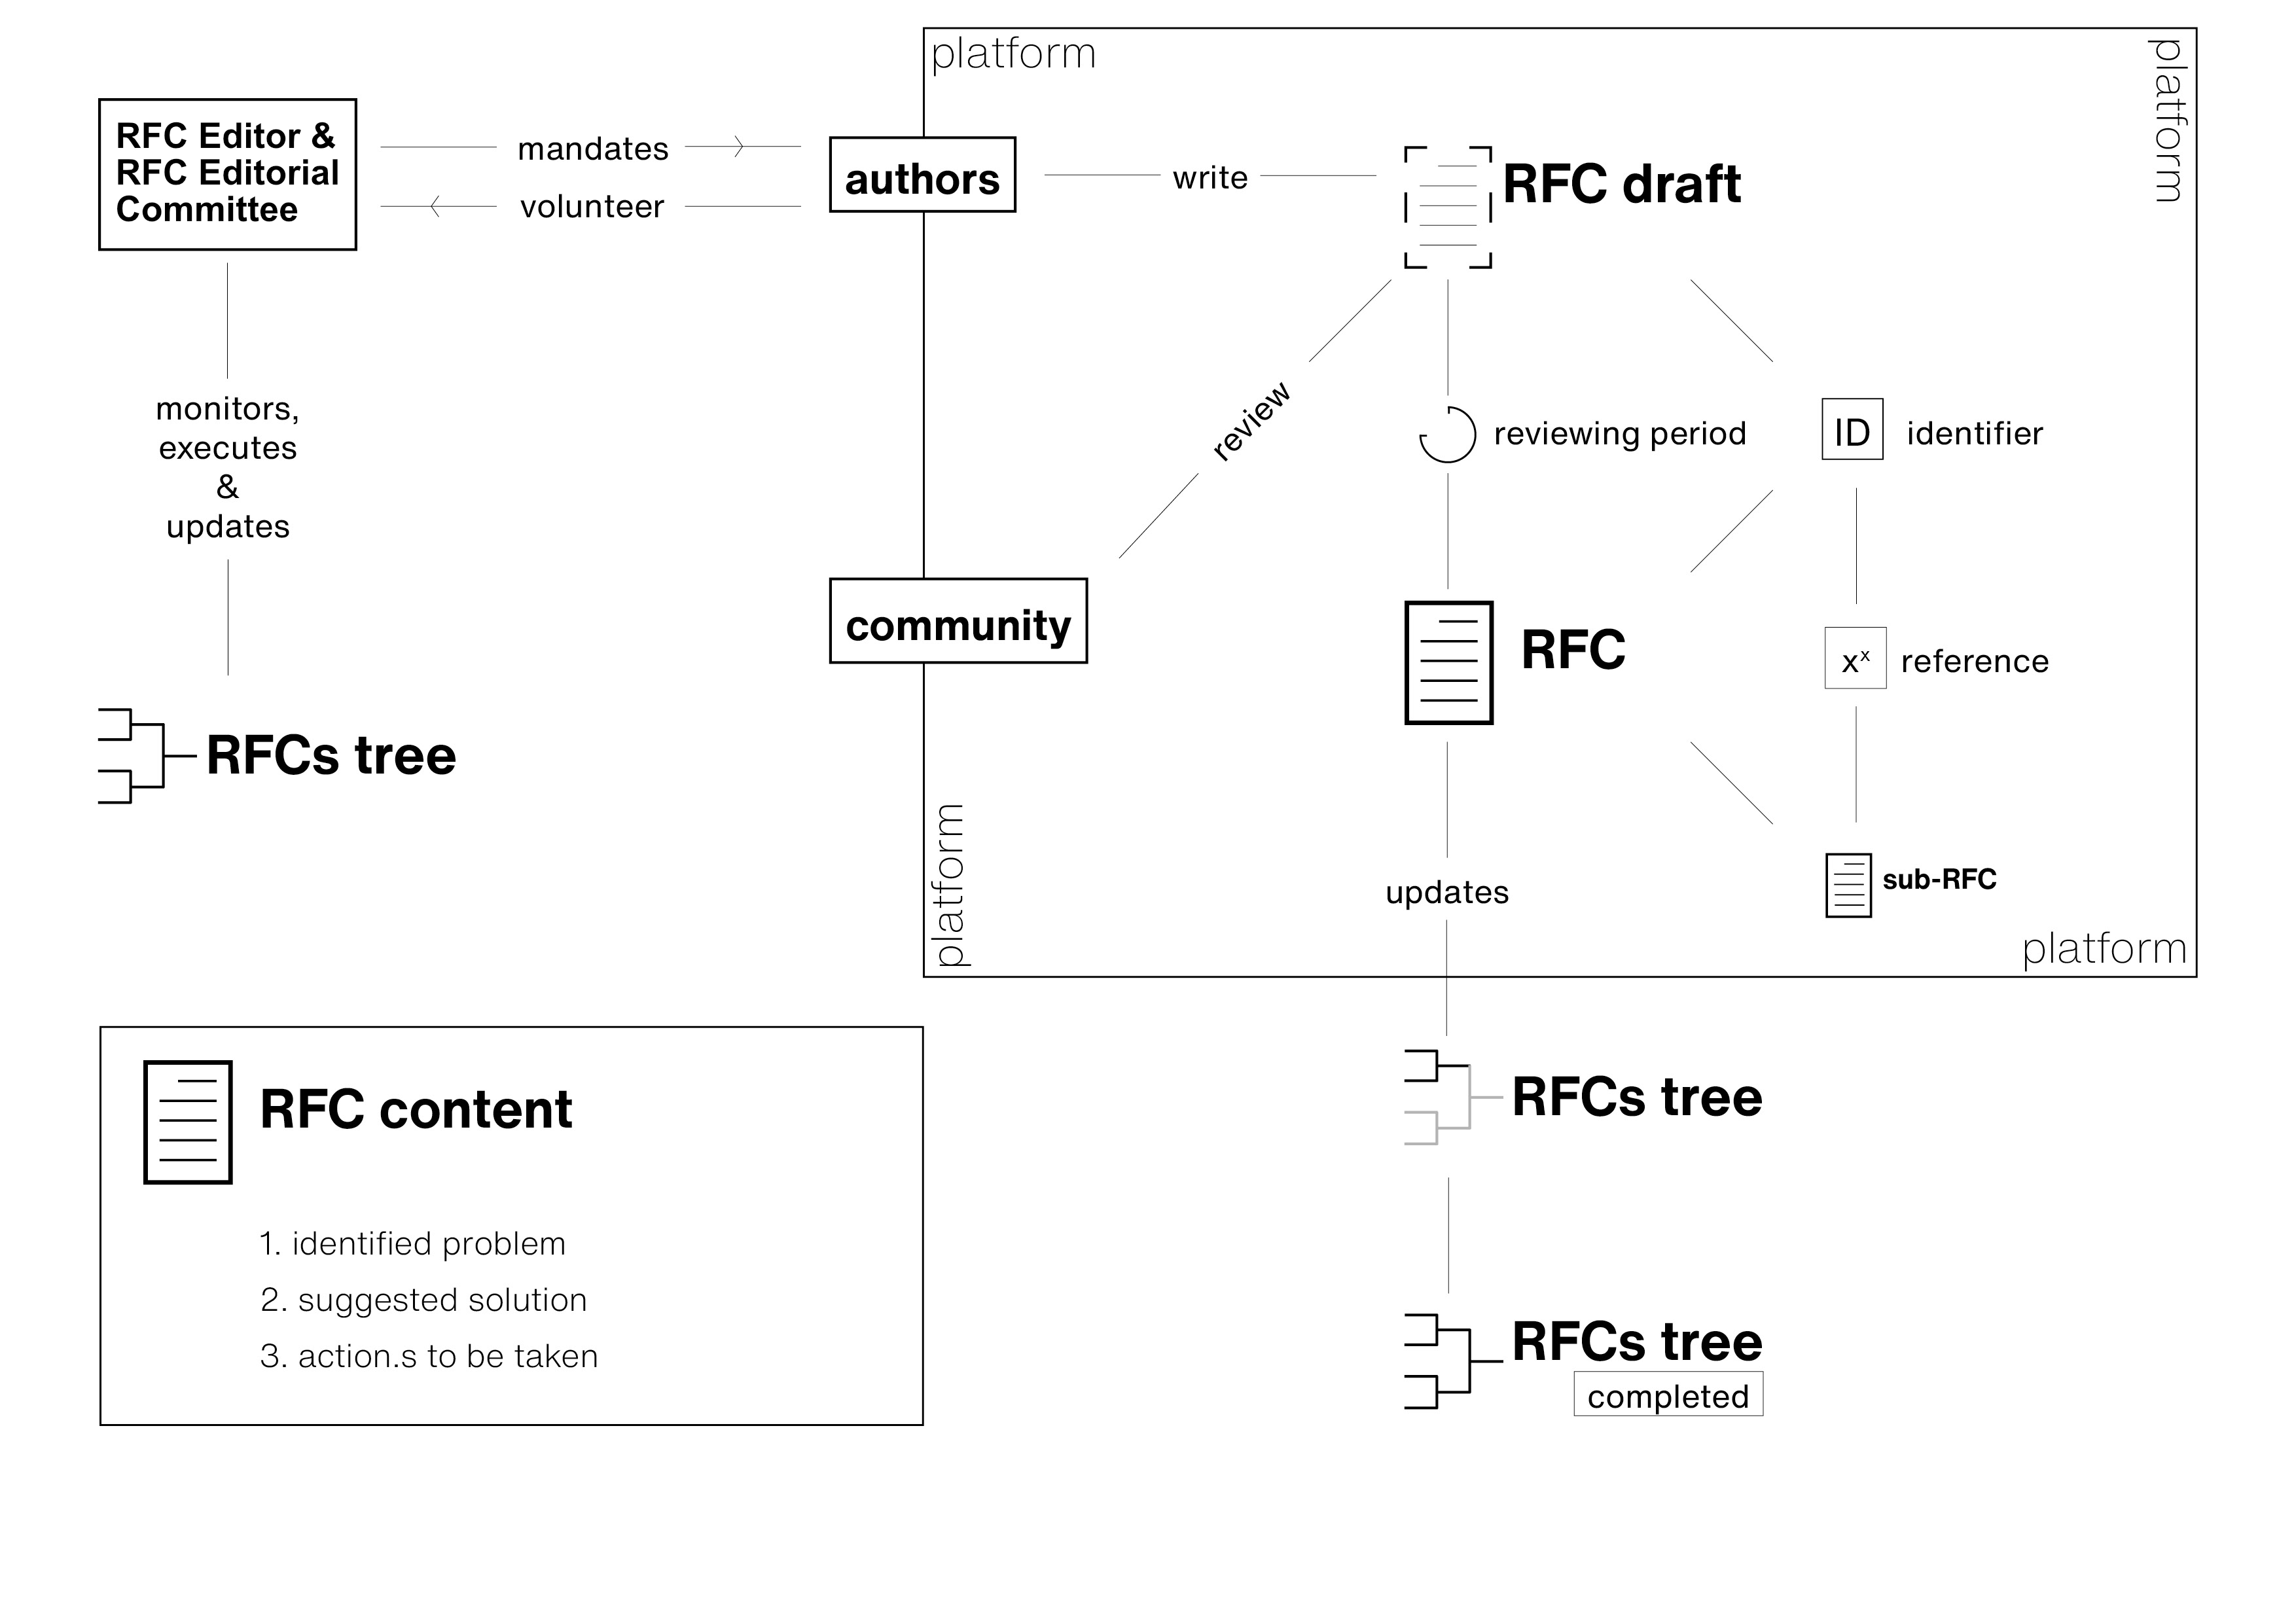 platform
platform
RFC Editor &
RFC Editorial
Committee
mandates
volunteer
authors
write
RFC draft
monitors,
executes
&
updates
review
reviewing period
ID
identifier
community
RFC
xx
reference
RFCs tree
platform
updates
sub-RFC
platform
RFC content
1. identified problem
2. suggested solution
3. action.s to be taken
RFCs tree
RFCs tree
completed